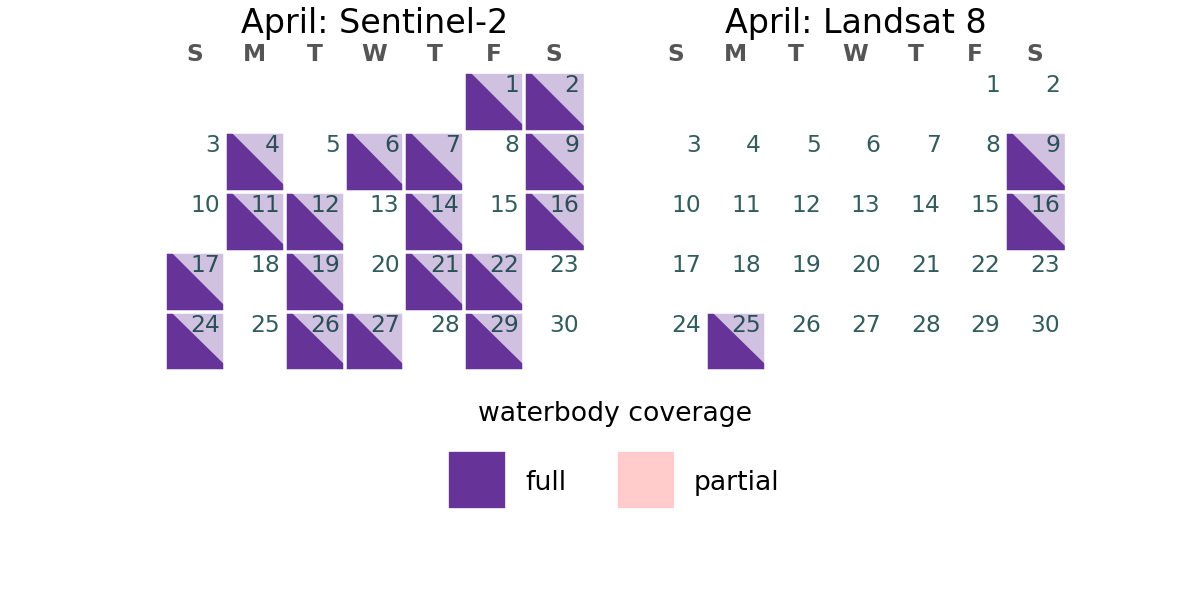 April: Sentinel-2
S M T W T F S
1 2
3 4 5 6 7 8 9
10 11 12 13 14 15 16
17 18 19 20 21 22 23
24 25 26 27 28 29 30
April: Landsat 8
S M T W T F S
1 2
3 4 5 6 7 8 9
10 11 12 13 14 15 16
17 18 19 20 21 22 23
24 25 26 27 28 29 30
waterbody coverage
full partial